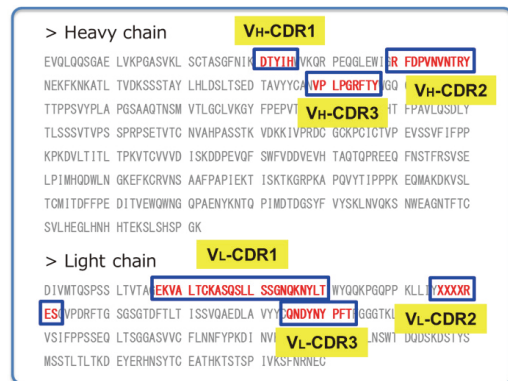 > Heavy chain
VH-CDR1
EVQLQQSGAE LVKPGASVKL SCTASGFNIK DTYIHWVKQR PEQGLEWIGR FDPVNVNTRY
NEKFKNKATL TVDKSSSTAY LHLDSLTSED TAVYYCANVP LPGRFTYWGQ
VH-CDR3
VH-CDR2
TTPPSVYPLA PGSAAQTNSM VTLGCLVKGY FPEPVT HT FPAVLQSDLY
TLSSSVTVPS SPRPSETVTC NVAHPASSTK VDKKIVPRDC GCKPCICTVP EVSSVFIFPP
KPKDVLTITL TPKVTCVVVD ISKDDPEVQF SWFVDDVEVH TAQTQPREEQ FNSTFRSVSE
LPIMHQDWLN GKEFKCRVNS AAFPAPIEKT ISKTKGRPKA PQVYTIPPPK EQMAKDKVSL
TCMITDFFPE DITVEWQWNG QPAENYKNTQ PIMDTDGSYF VYSKLNVQKS NWEAGNTFTC
SVLHEGLHNH HTEKSLSHSP GK
> Light chain
VL-CDR1
DIVMTQSPSS LTVTAGEKVA LTCKASQSLL SSGNQKNYLT WYQQKPGQPP KLLIYXXXXR
ESGVPDRFTG SGSGTDFTLT ISSVQAEDLA VYYCQNDYNY PFTFGGGTKL
VL-CDR2
VSIFPPSSEQ LTSGGASVVC FLNNFYPKDI NV LNSWT DQDSKDSTYS
VL-CDR3
MSSTLTLTKD EYERHNSYTC EATHKTSTSP IVKSFNRNEC